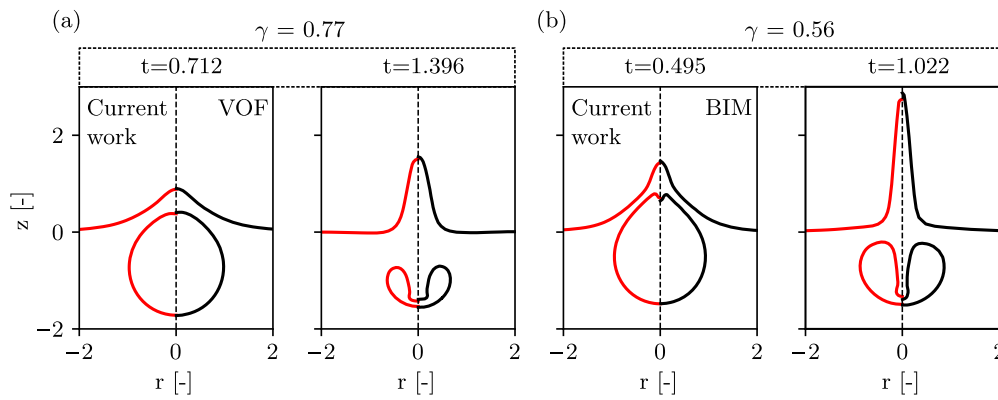 (a)
γ = 0.77
(b)
γ = 0.56
t=0.712
t=1.396
t=0.495
t=1.022
Current
work
VOF
Current
work
BIM
z [-]
2
0
−2
−2 0 2
−2 0 2
−2 0 2
−2 0 2
r [-]
r [-]
r [-]
r [-]